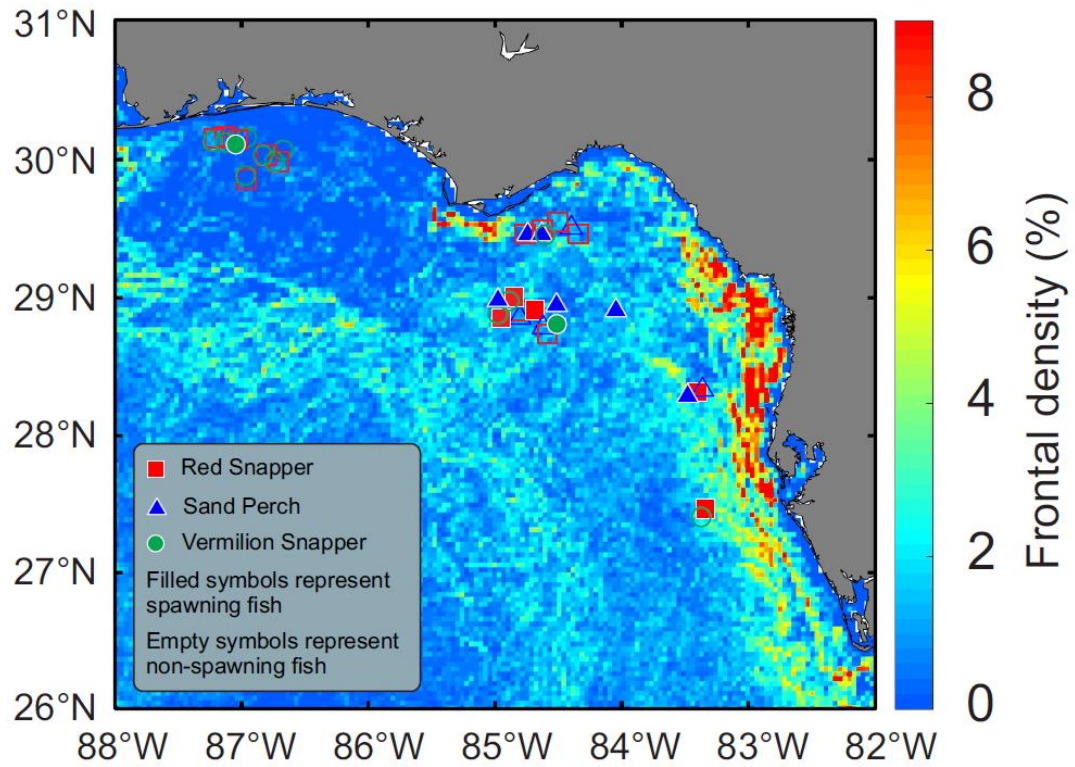 31°N
30°N
29°N
28°N
27°N
26°N
88°W 87°W 86°W 85°W 84°W 83°W 82°W
Red Snapper
Sand Perch
Vermilion Snapper
Filled symbols represent
spawning fish
Empty symbols represent
non-spawning fish
8
6
4
2
0
Frontal density (%)